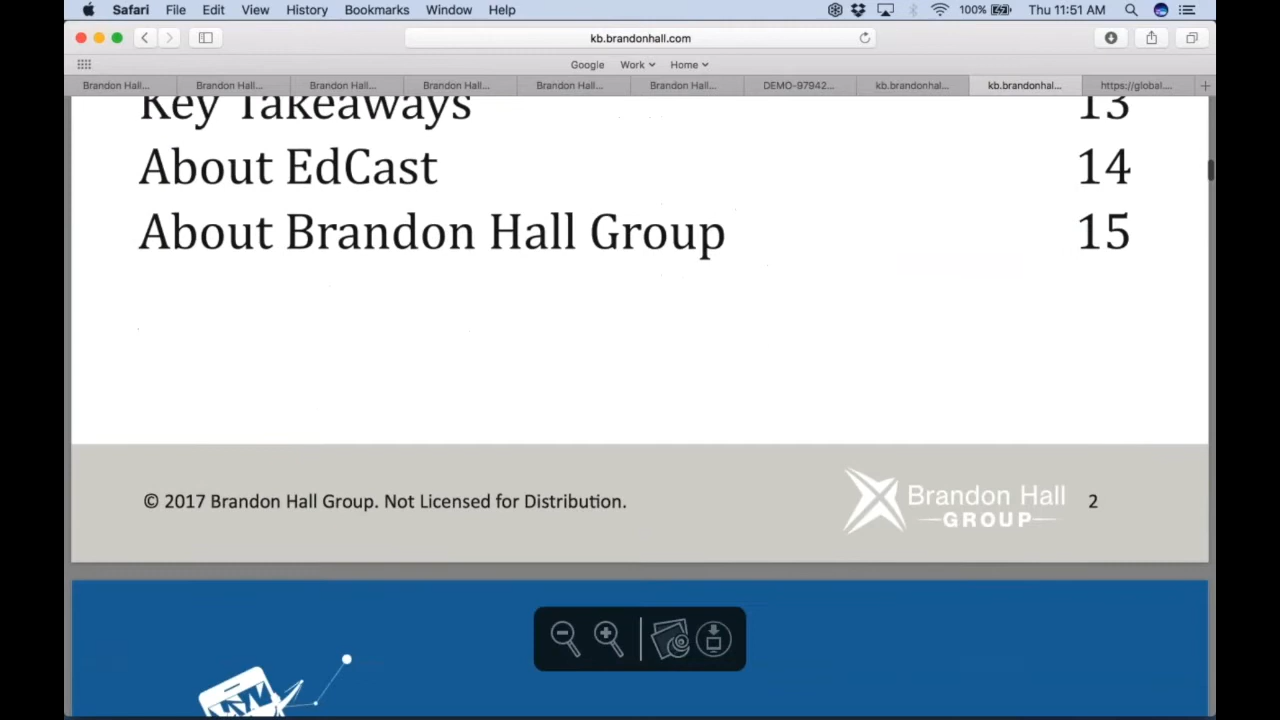 Safari File Edit View History Bookmarks Window Help 100% Thu 11:51 AM
kb.brandonhall.com
Google Work Home
Brandon Hall... Brandon Hall... Brandon Hall... Brandon Hall... Brandon Hall... Brandon Hall... DEMO-97942... kb.brandonhal... kb.brandonhal... https://global....
Key Takeaways 13
About EdCast 14
About Brandon Hall Group 15
© 2017 Brandon Hall Group. Not Licensed for Distribution.
Brandon Hall
GROUP
2